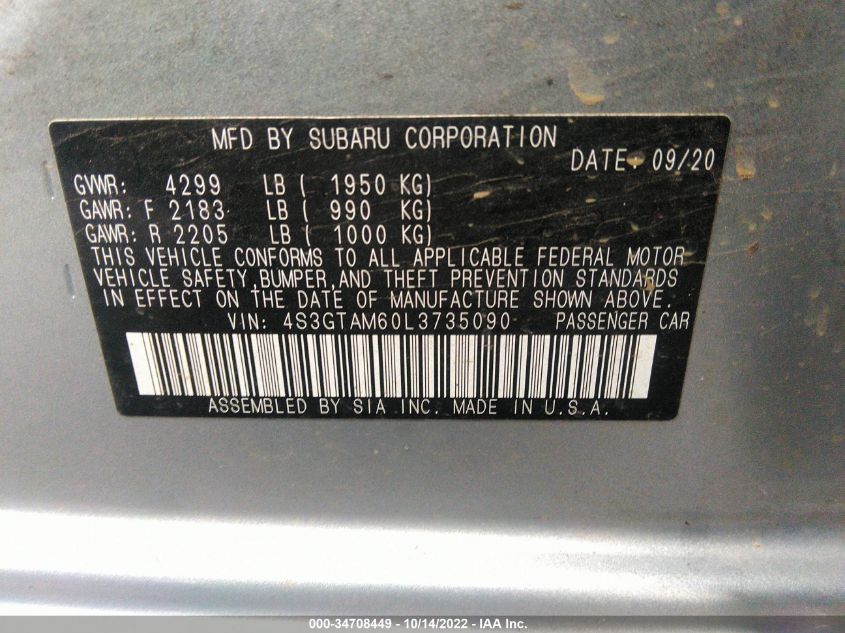 MFD BY SUBARU CORPORATION
DATE: 09/20
GVWR: 4299 LB ( 1950 KG)
GAWR: F 2183 LB ( 990 KG)
GAWR: R 2205 LB ( 1000 KG)
THIS VEHICLE CONFORMS TO ALL APPLICABLE FEDERAL MOTOR
VEHICLE SAFETY,BUMPER,AND THEFT PREVENTION STANDARDS
IN EFFECT ON THE DATE OF MANUFACTURE SHOWN ABOVE.
VIN: 4S3GTAM60L3735090 PASSENGER CAR
ASSEMBLED BY SIA INC. MADE IN U.S.A.
000-34708449 - 10/14/2022 - IAA Inc.